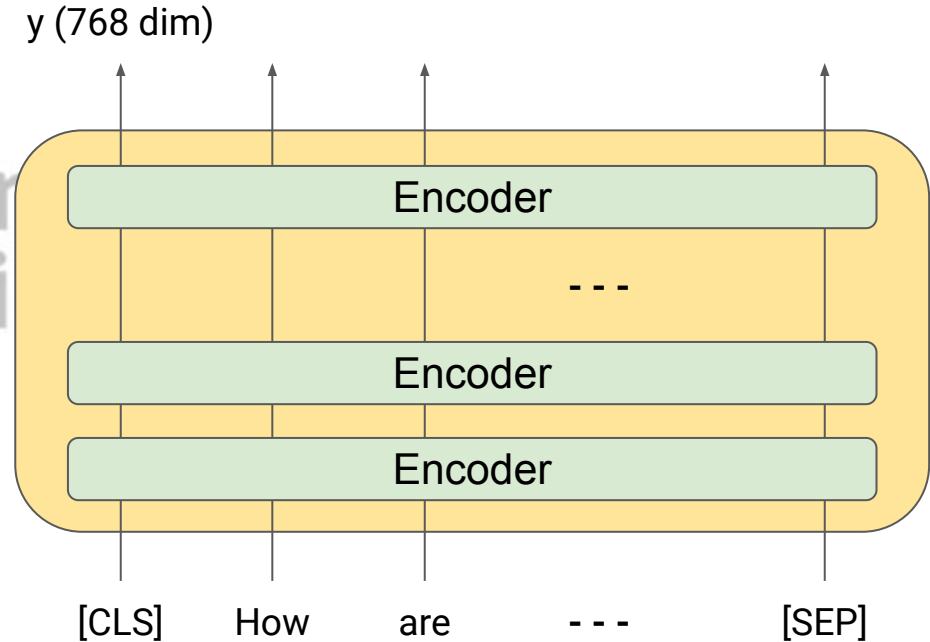 y (768 dim)
Encoder
- - -
Encoder
Encoder
[CLS] How are - - - [SEP]